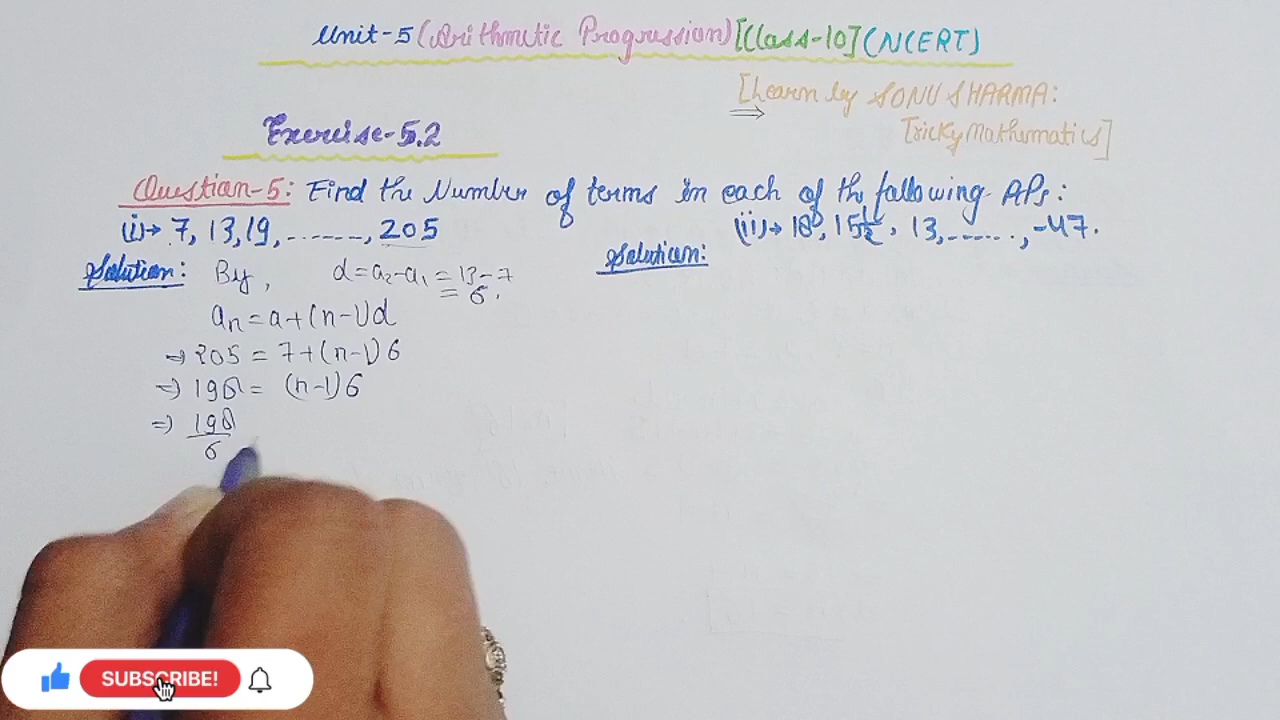 Unit-5 (Arithmetic Progression) [Class-10] (NCERT)
[Learn by SONU SHARMA:
⇒ Tricky Mathematics]
Exercise-5.2
Question-5: Find the Number of terms in each of the following APs:
(i)→ 7, 13, 19, ......., 205
(ii)→ 18, 15½, 13, ......, -47.
Solution: By, d = a₂-a₁ = 13-7
= 6.
Solution:
an = a+(n-1)d
⇒ 205 = 7+(n-1)6
⇒ 198 = (n-1)6
⇒ 198/6
SUBSCRIBE!